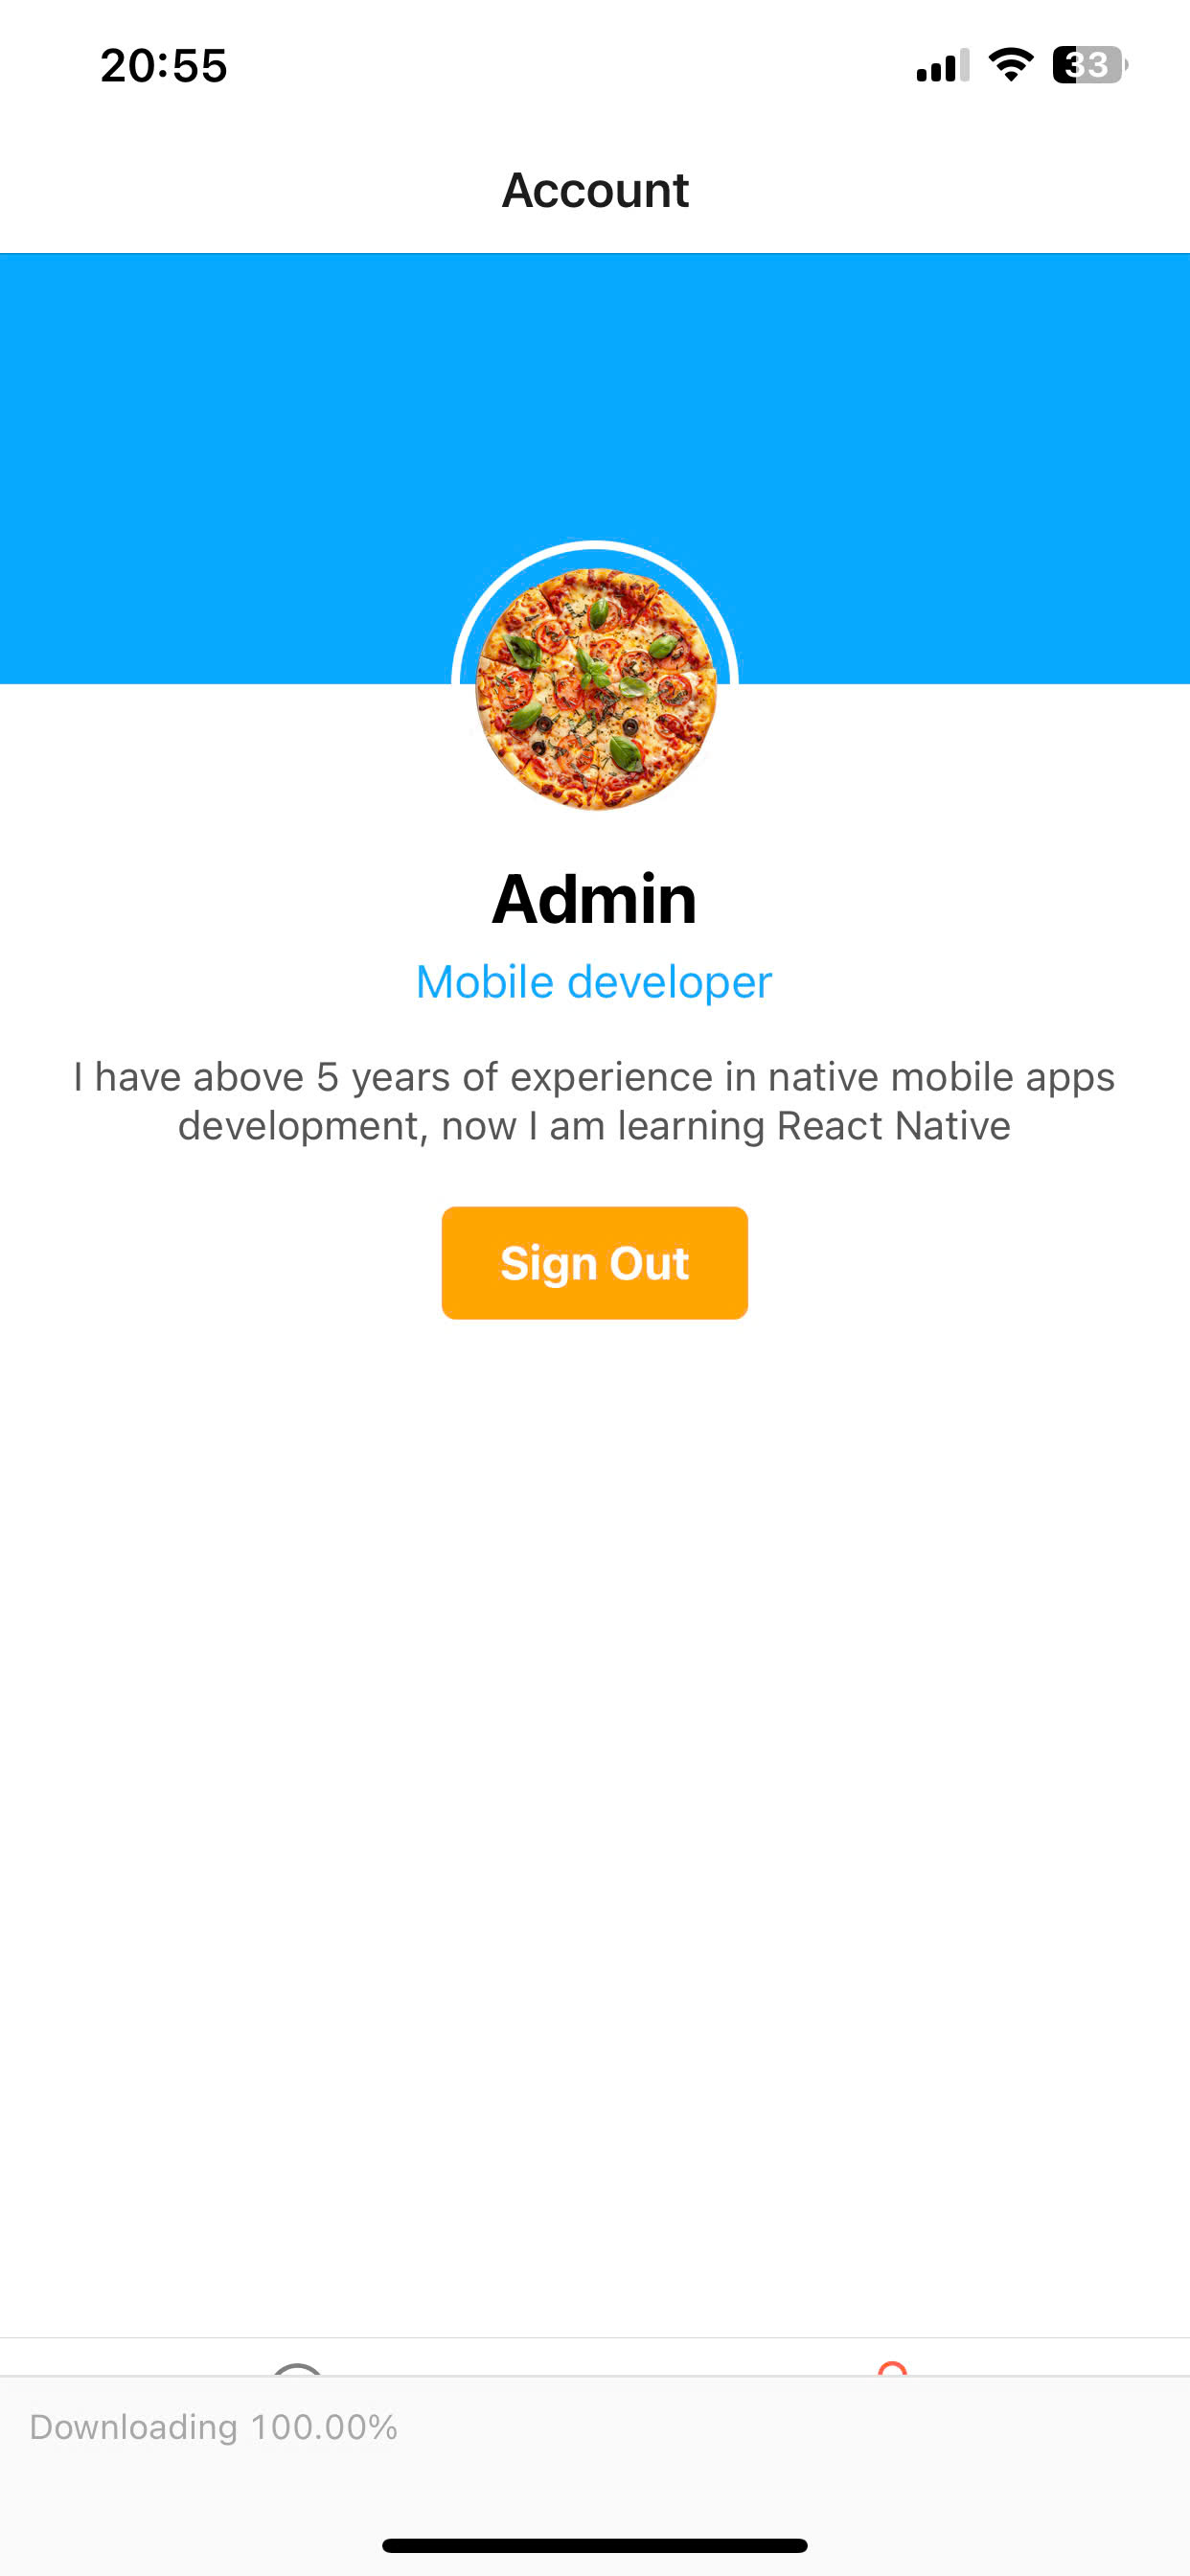 20:55
33
Account
Admin
Mobile developer
I have above 5 years of experience in native mobile apps
development, now I am learning React Native
Sign Out
Downloading 100.00%